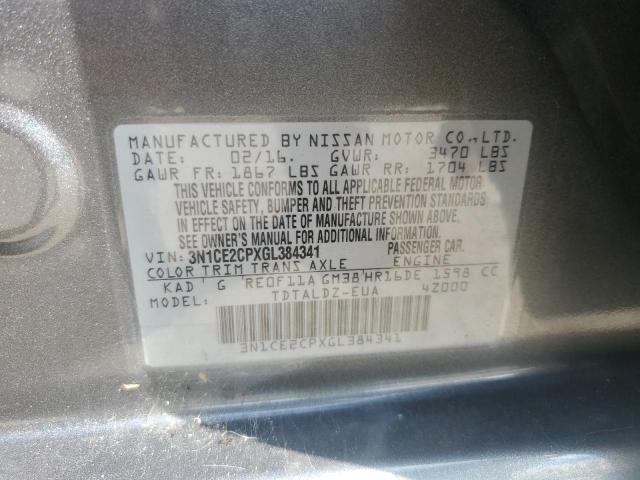 MANUFACTURED BY NISSAN MOTOR CO.,LTD.
DATE: 02/16. GVWR: 3470 LBS
GAWR FR: 1867 LBS GAWR RR: 1704 LBS
THIS VEHICLE CONFORMS TO ALL APPLICABLE FEDERAL MOTOR
VEHICLE SAFETY, BUMPER AND THEFT PREVENTION STANDARDS
IN EFFECT ON THE DATE OF MANUFACTURE SHOWN ABOVE.
SEE OWNER'S MANUAL FOR ADDITIONAL INFORMATION.
VIN: 3N1CE2CPXGL384341 PASSENGER CAR.
COLOR TRIM TRANS AXLE ENGINE
KAD G RE0F11A GM38 HR16DE 1598 CC
MODEL: TDTALDZ-EUA 4Z000
3N1CE2CPXGL384341